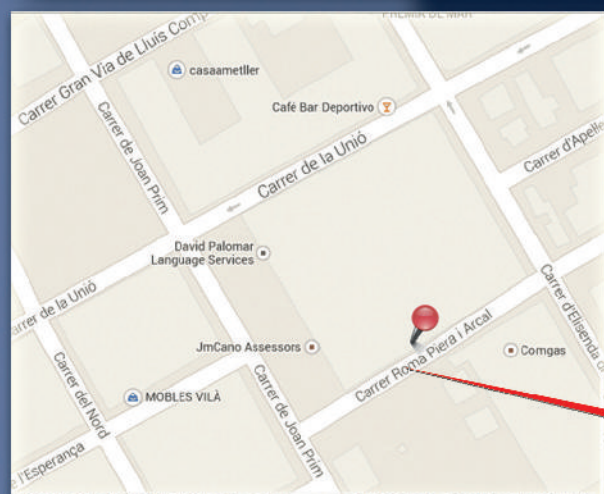 PREMIÀ DE MAR
Carrer Gran Via de Lluís Comp
casaametller
Café Bar Deportivo
Carrer de Joan Prim
Carrer de la Unió
Carrer d'Apelle
David Palomar
Language Services
Carrer de la Unió
Carrer d'Elisenda
JmCano Assessors
Carrer Roma Piera i Arcal
Comgas
Carrer del Nord
MOBLES VILÀ
Carrer de Joan Prim
l'Esperança